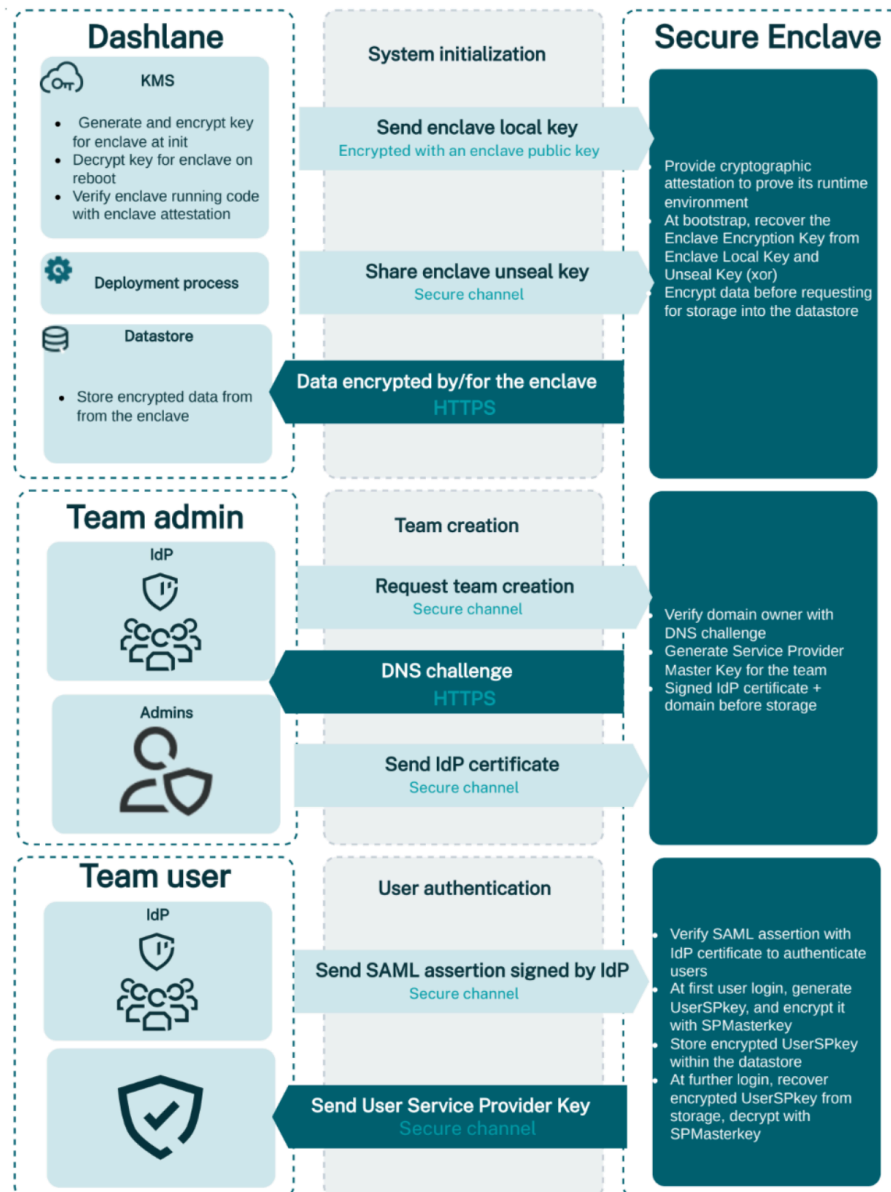 Dashlane
KMS
Generate and encrypt key
for enclave at init
Decrypt key for enclave on
reboot
Verify enclave running code
with enclave attestation
Deployment process
Datastore
Store encrypted data from
from the enclave
System initialization
Send enclave local key
Encrypted with an enclave public key
Share enclave unseal key
Secure channel
Data encrypted by/for the enclave
HTTPS
Secure Enclave
Provide cryptographic
attestation to prove its runtime
environment
At bootstrap, recover the
Enclave Encryption Key from
Enclave Local Key and
Unseal Key (xor)
Encrypt data before requesting
for storage into the datastore
Team admin
IdP
Admins
Team creation
Request team creation
Secure channel
DNS challenge
HTTPS
Send IdP certificate
Secure channel
Verify domain owner with
DNS challenge
Generate Service Provider
Master Key for the team
Signed IdP certificate +
domain before storage
Team user
IdP
User authentication
Send SAML assertion signed by IdP
Secure channel
Send User Service Provider Key
Secure channel
Verify SAML assertion with
IdP certificate to authenticate
users
At first user login, generate
UserSPkey, and encrypt it
with SPMasterkey
Store encrypted UserSPkey
within the datastore
At further login, recover
encrypted UserSPkey from
storage, decrypt with
SPMasterkey